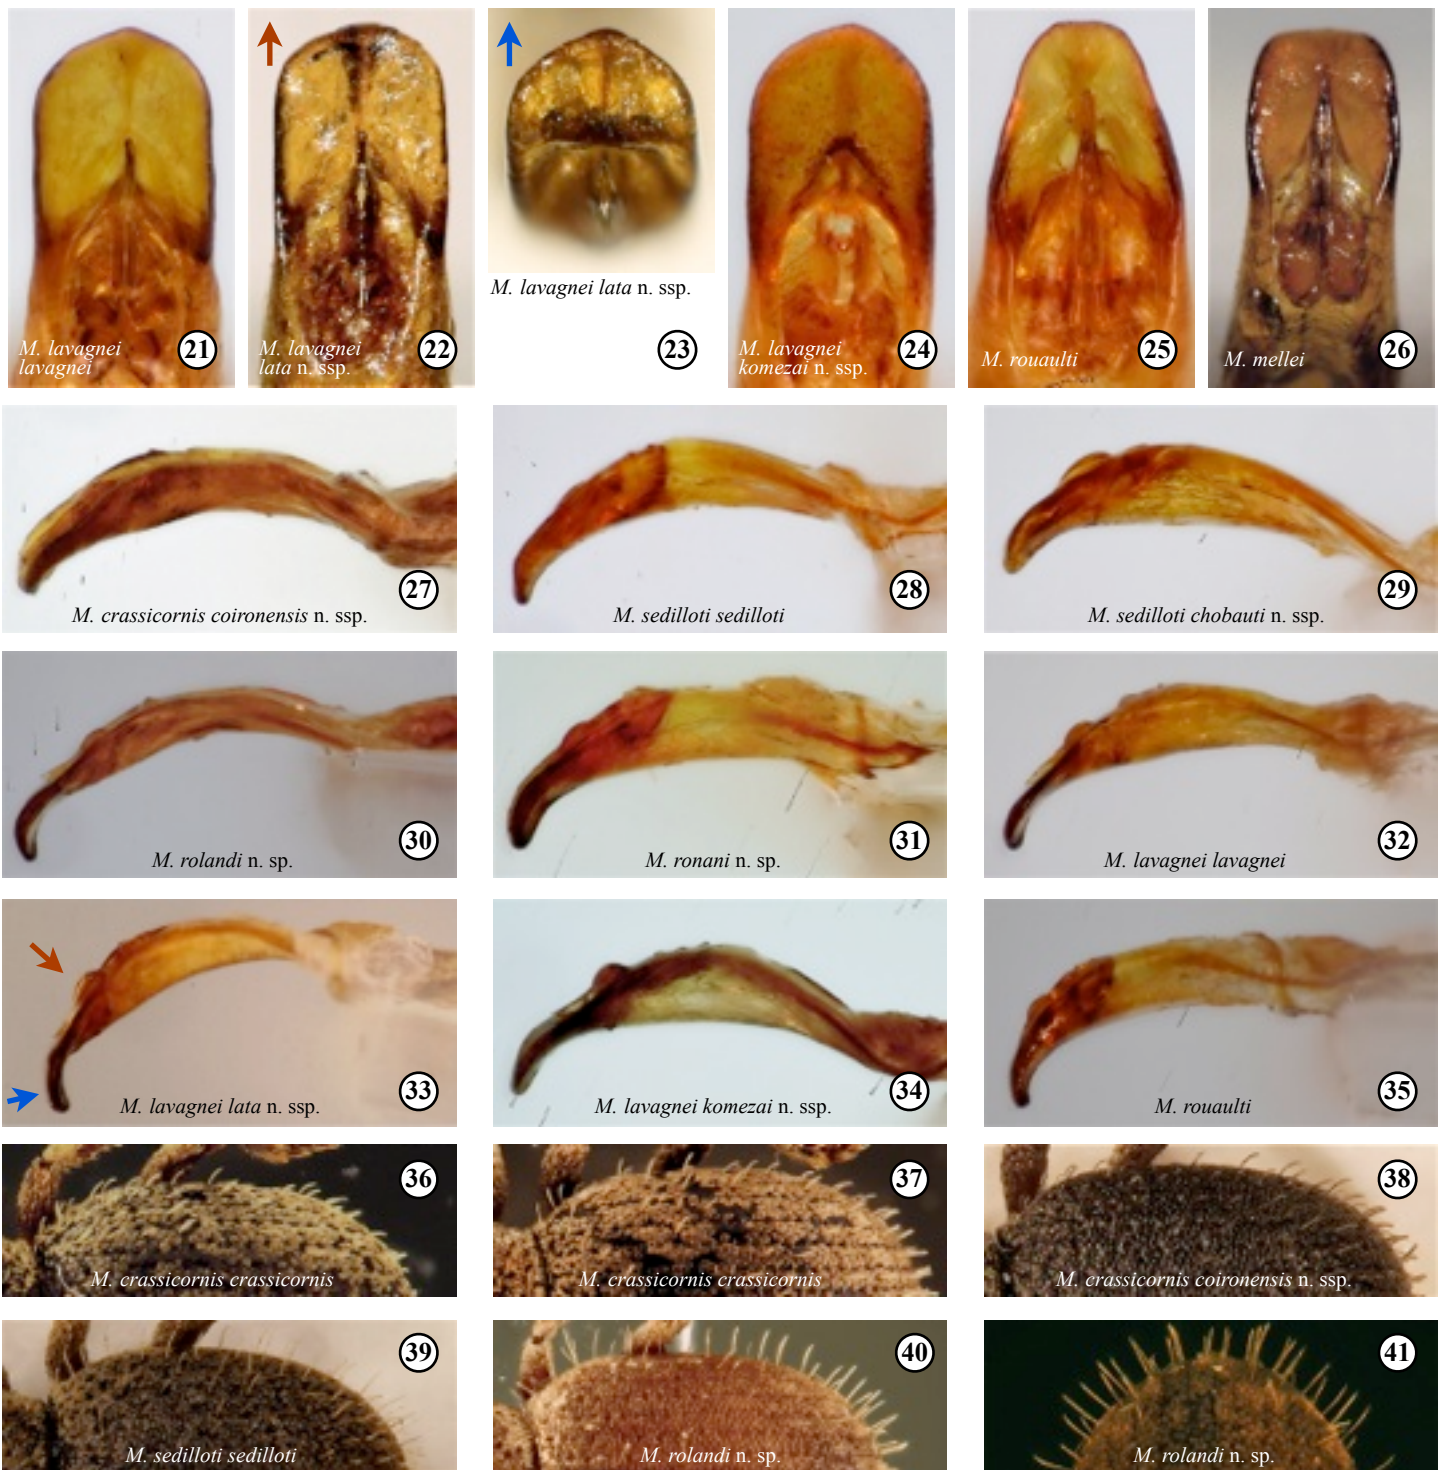 M. lavagnei
lavagnei
21
M. lavagnei
lata n. ssp.
22
M. lavagnei lata n. ssp.
23
M. lavagnei
komezai n. ssp.
24
M. rouaulti
25
M. mellei
26
27
M. crassicornis coironensis n. ssp.
28
M. sedilloti sedilloti
29
M. sedilloti chobauti n. ssp.
30
M. rolandi n. sp.
31
M. ronani n. sp.
32
M. lavagnei lavagnei
33
M. lavagnei lata n. ssp.
34
M. lavagnei komezai n. ssp.
35
M. rouaulti
36
M. crassicornis crassicornis
37
M. crassicornis crassicornis
38
M. crassicornis coironensis n. ssp.
39
M. sedilloti sedilloti
40
M. rolandi n. sp.
41
M. rolandi n. sp.